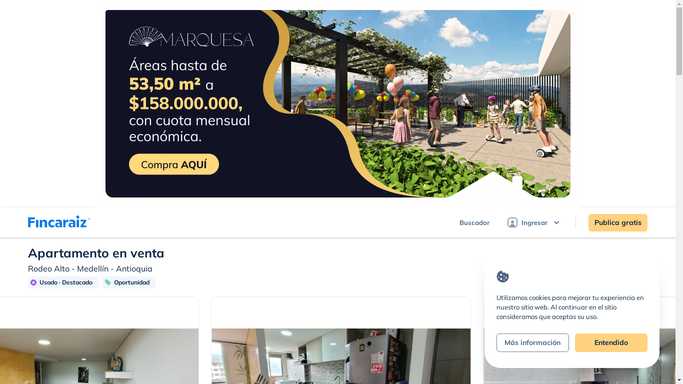 MARQUESA
Áreas hasta de
53,50 m² a
$158.000.000,
con cuota mensual
económica.
Compra AQUÍ
Fincaraiz
Buscador
Ingresar
Publica gratis
Apartamento en venta
Rodeo Alto - Medellín - Antioquia
Usado - Destacado
Oportunidad
Utilizamos cookies para mejorar tu experiencia en
nuestro sitio web. Al continuar en el sitio
consideramos que aceptas su uso.
Más información
Entendido